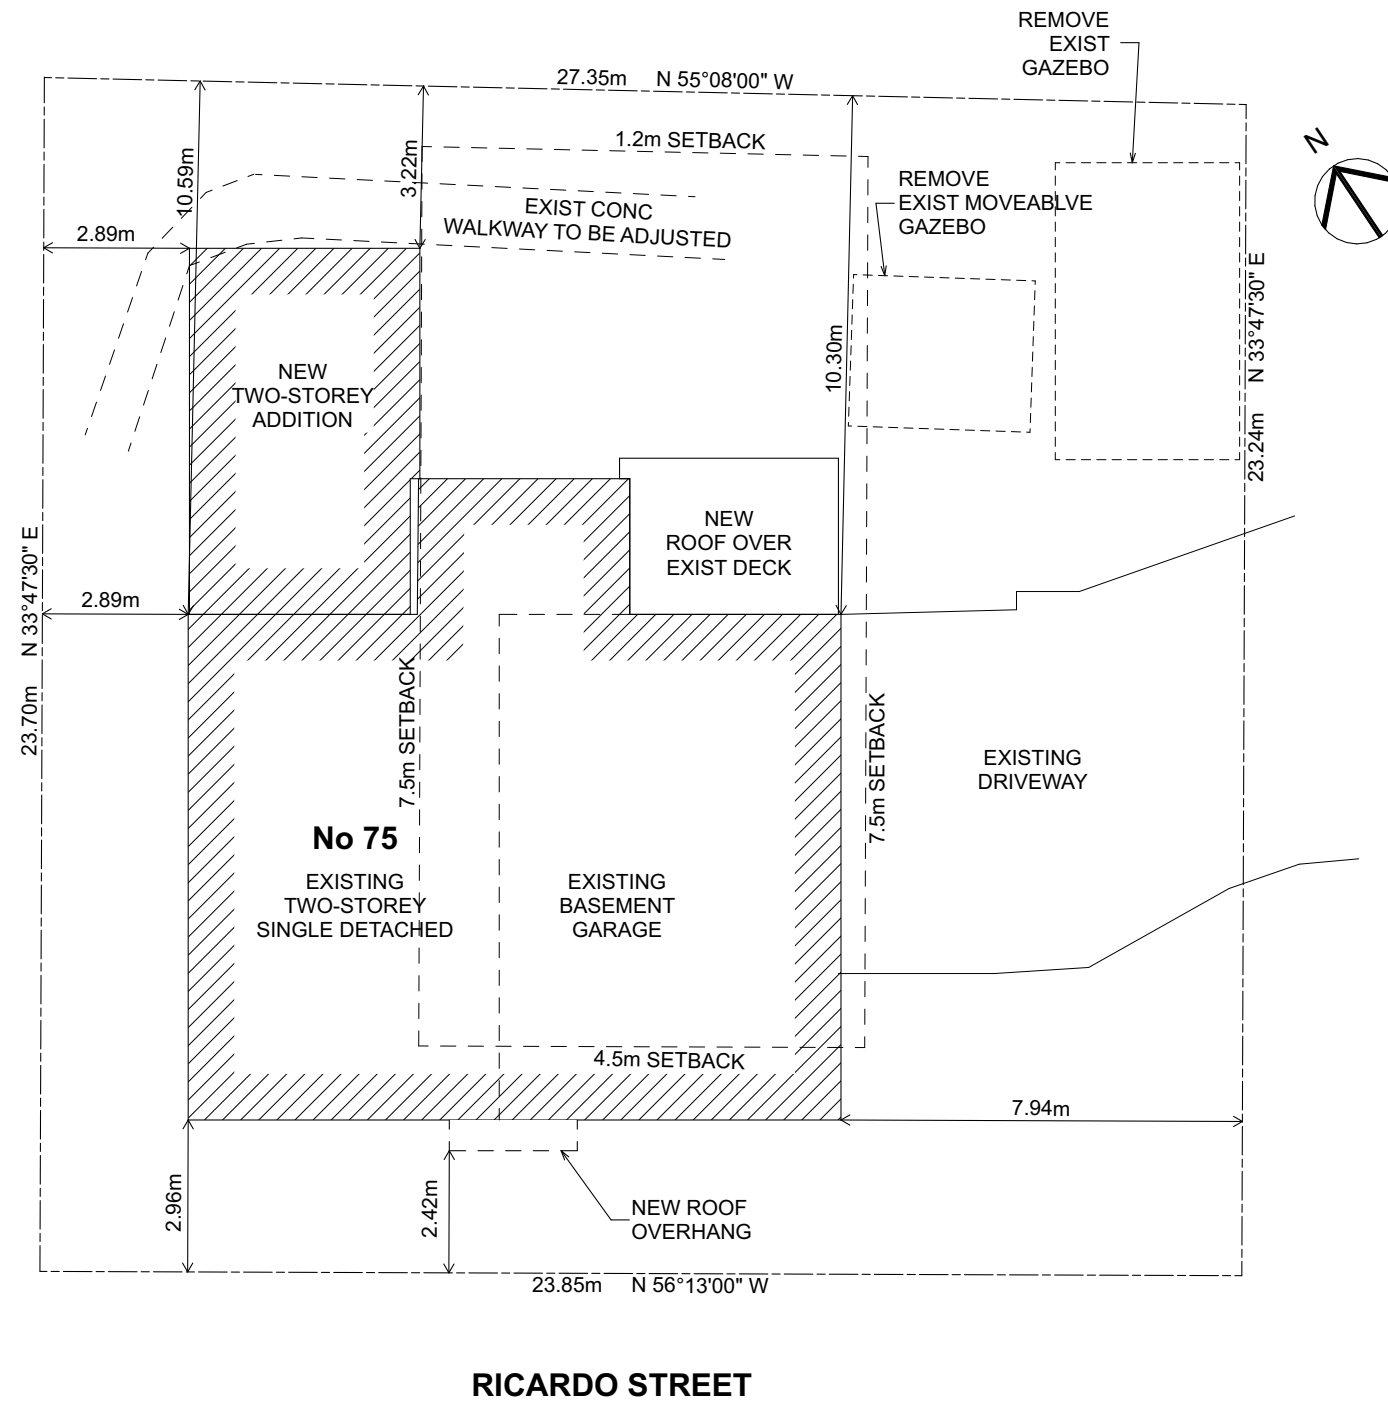 REMOVE
EXIST
GAZEBO
27.35m N 55°08'00" W
1.2m SETBACK
N
10.59m
3.22m
REMOVE
EXIST MOVEABLVE
GAZEBO
EXIST CONC
WALKWAY TO BE ADJUSTED
2.89m
N 33°47'30" E
23.24m
10.30m
NEW
TWO-STOREY
ADDITION
NEW
ROOF OVER
EXIST DECK
2.89m
N 33°47'30" E
23.70m
7.5m SETBACK
7.5m SETBACK
EXISTING
DRIVEWAY
No 75
EXISTING
TWO-STOREY
SINGLE DETACHED
EXISTING
BASEMENT
GARAGE
4.5m SETBACK
7.94m
2.96m
2.42m
NEW ROOF
OVERHANG
23.85m N 56°13'00" W
RICARDO STREET